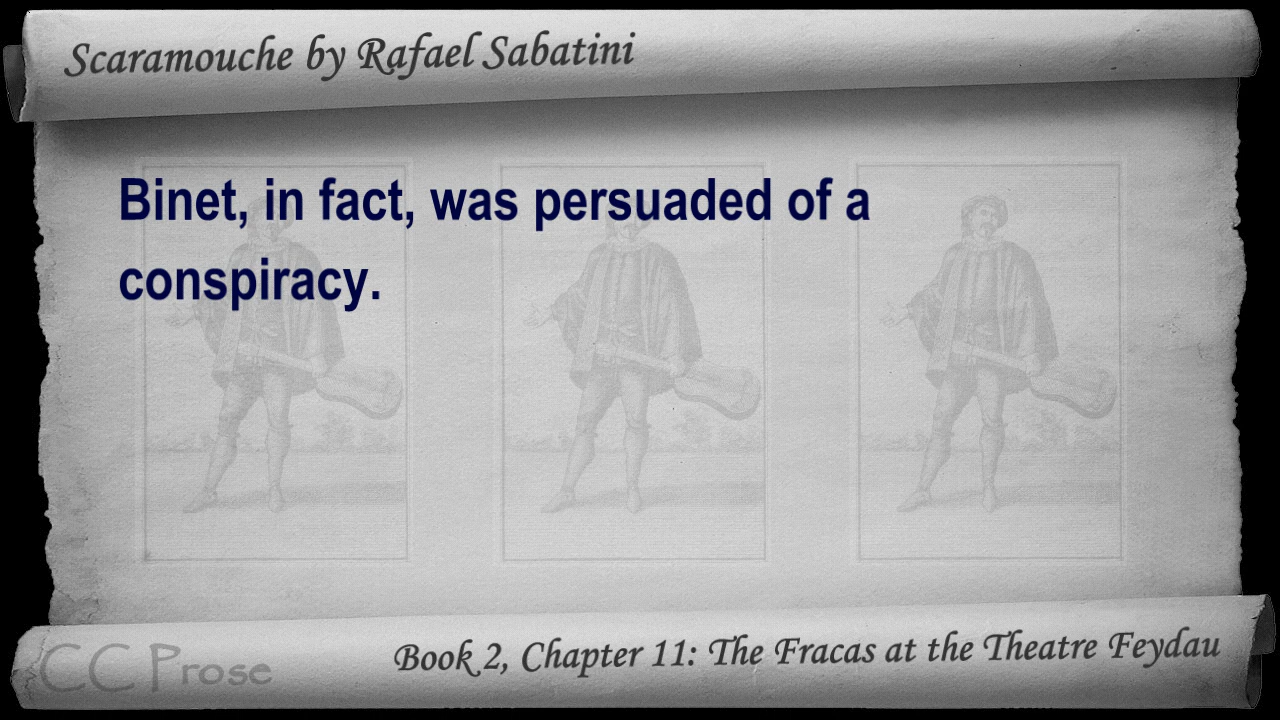 Scaramouche by Rafael Sabatini
Binet, in fact, was persuaded of a
conspiracy.
CC Prose
Book 2, Chapter 11: The Fracas at the Theatre Feydau